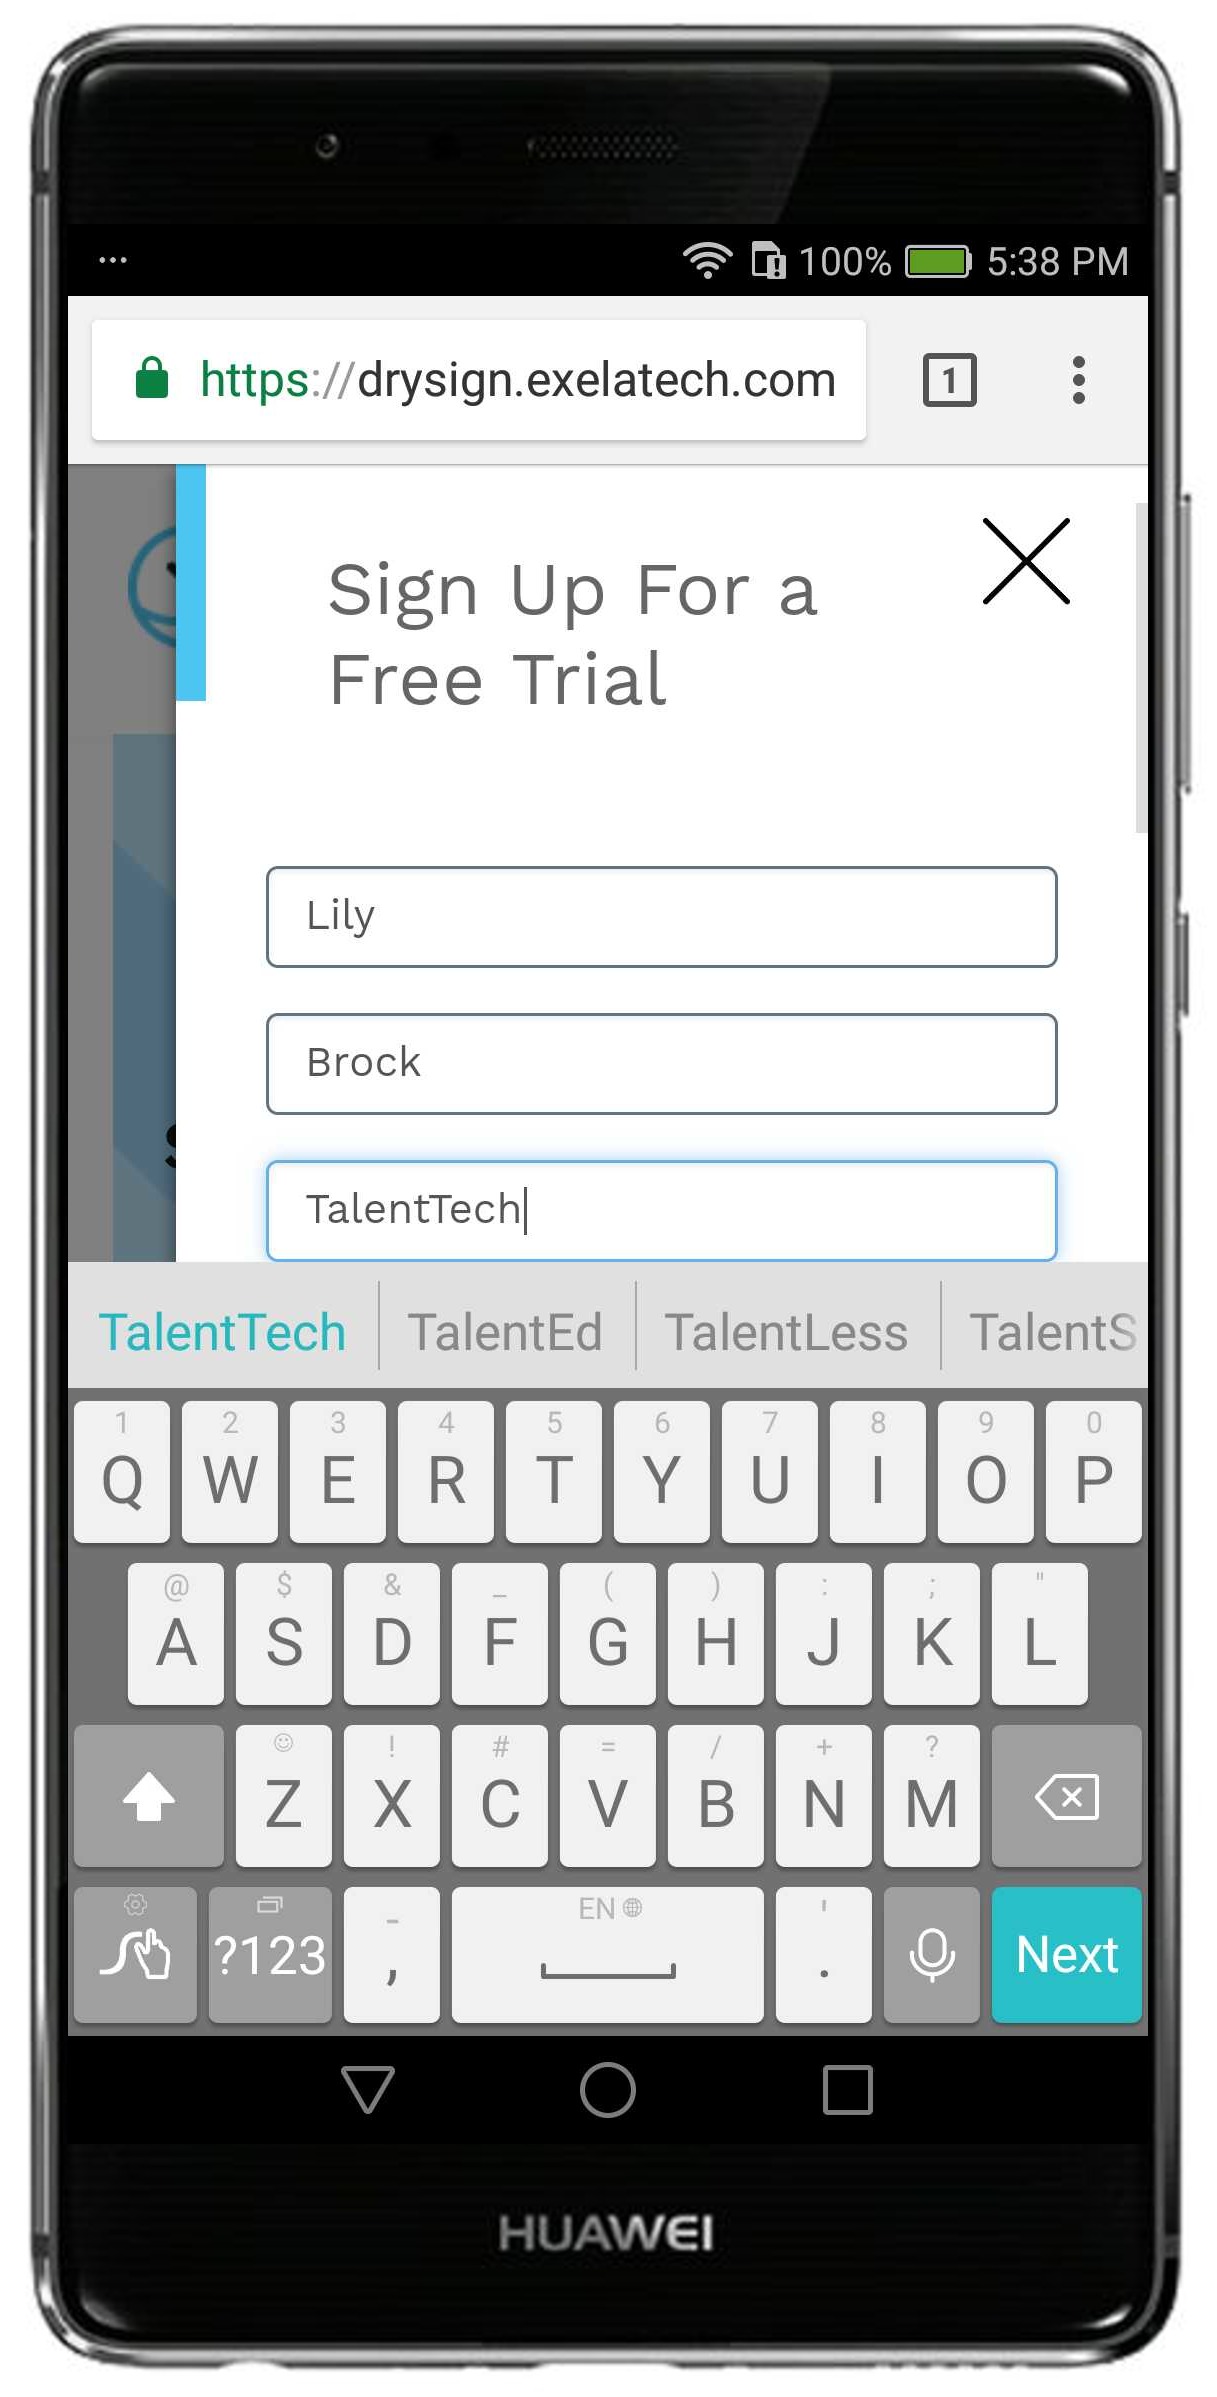 ... 100% 5:38 PM
https://drysign.exelatech.com 1
Sign Up For a
Free Trial
Lily
Brock
TalentTech
TalentTech TalentEd TalentLess TalentS
1 2 3 4 5 6 7 8 9 0
Q W E R T Y U I O P
@ $ & _ ( ) : ; "
A S D F G H J K L
! # = / + ?
Z X C V B N M
EN
?123 - , ' . Next
HUAWEI